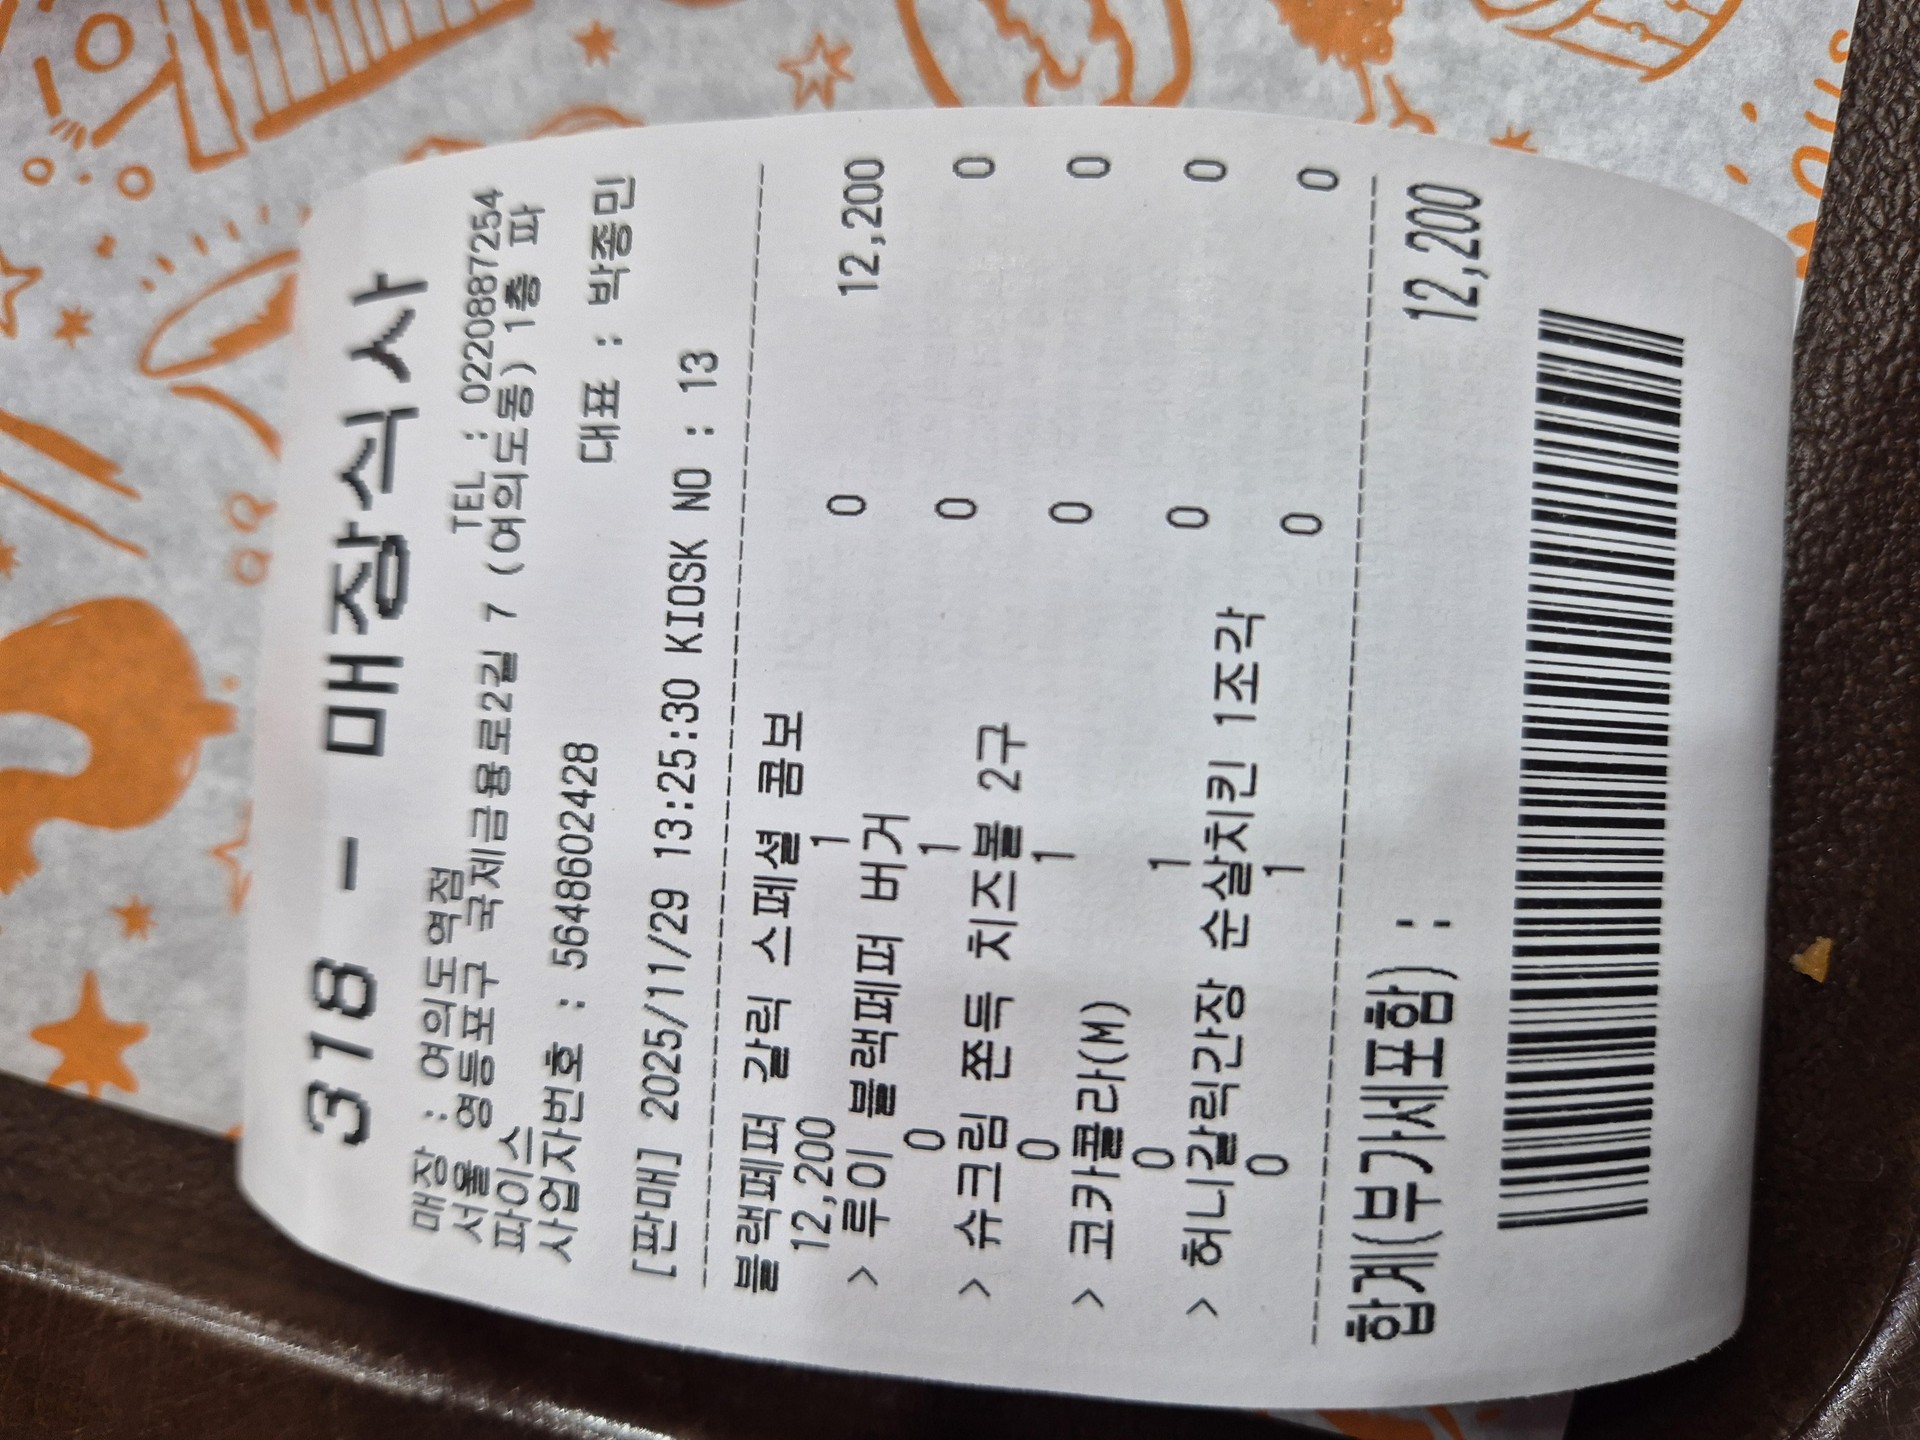 318 - 매장식사
매장 : 여의도역점 TEL : 0220887254
서울 영등포구 국제금융로2길 7 (여의도동) 1층 파
파이스
사업자번호 : 5648602428 대표 : 박종민
[판매] 2025/11/29 13:25:30 KIOSK NO : 13
블랙페퍼 갈릭 스페셜 콤보
12,200 1 0 12,200
> 루이 블랙페퍼 버거
0 1 0 0
> 슈크림 쫀득 치즈볼 2구
0 1 0 0
> 코카콜라(M)
0 1 0 0
> 허니갈릭간장 순살치킨 1조각
0 1 0 0
합계(부가세포함) : 12,200